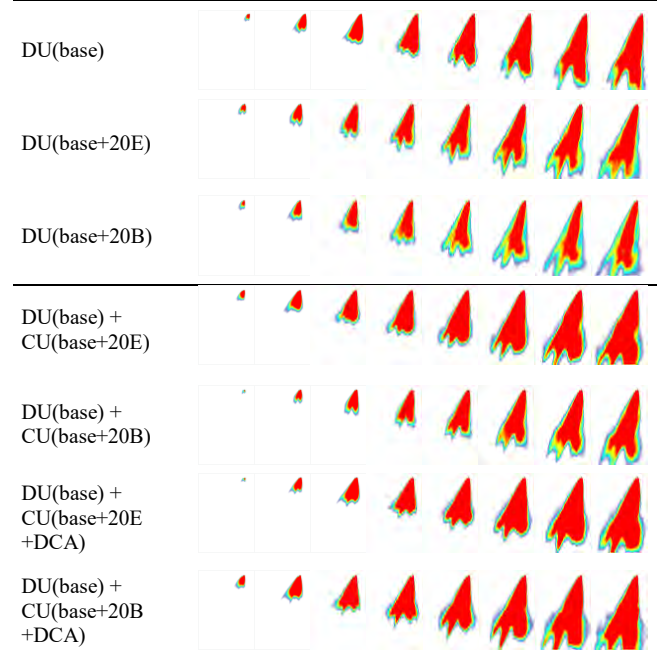 DU(base)
DU(base+20E)
DU(base+20B)
DU(base) +
CU(base+20E)
DU(base) +
CU(base+20B)
DU(base) +
CU(base+20E
+DCA)
DU(base) +
CU(base+20B
+DCA)